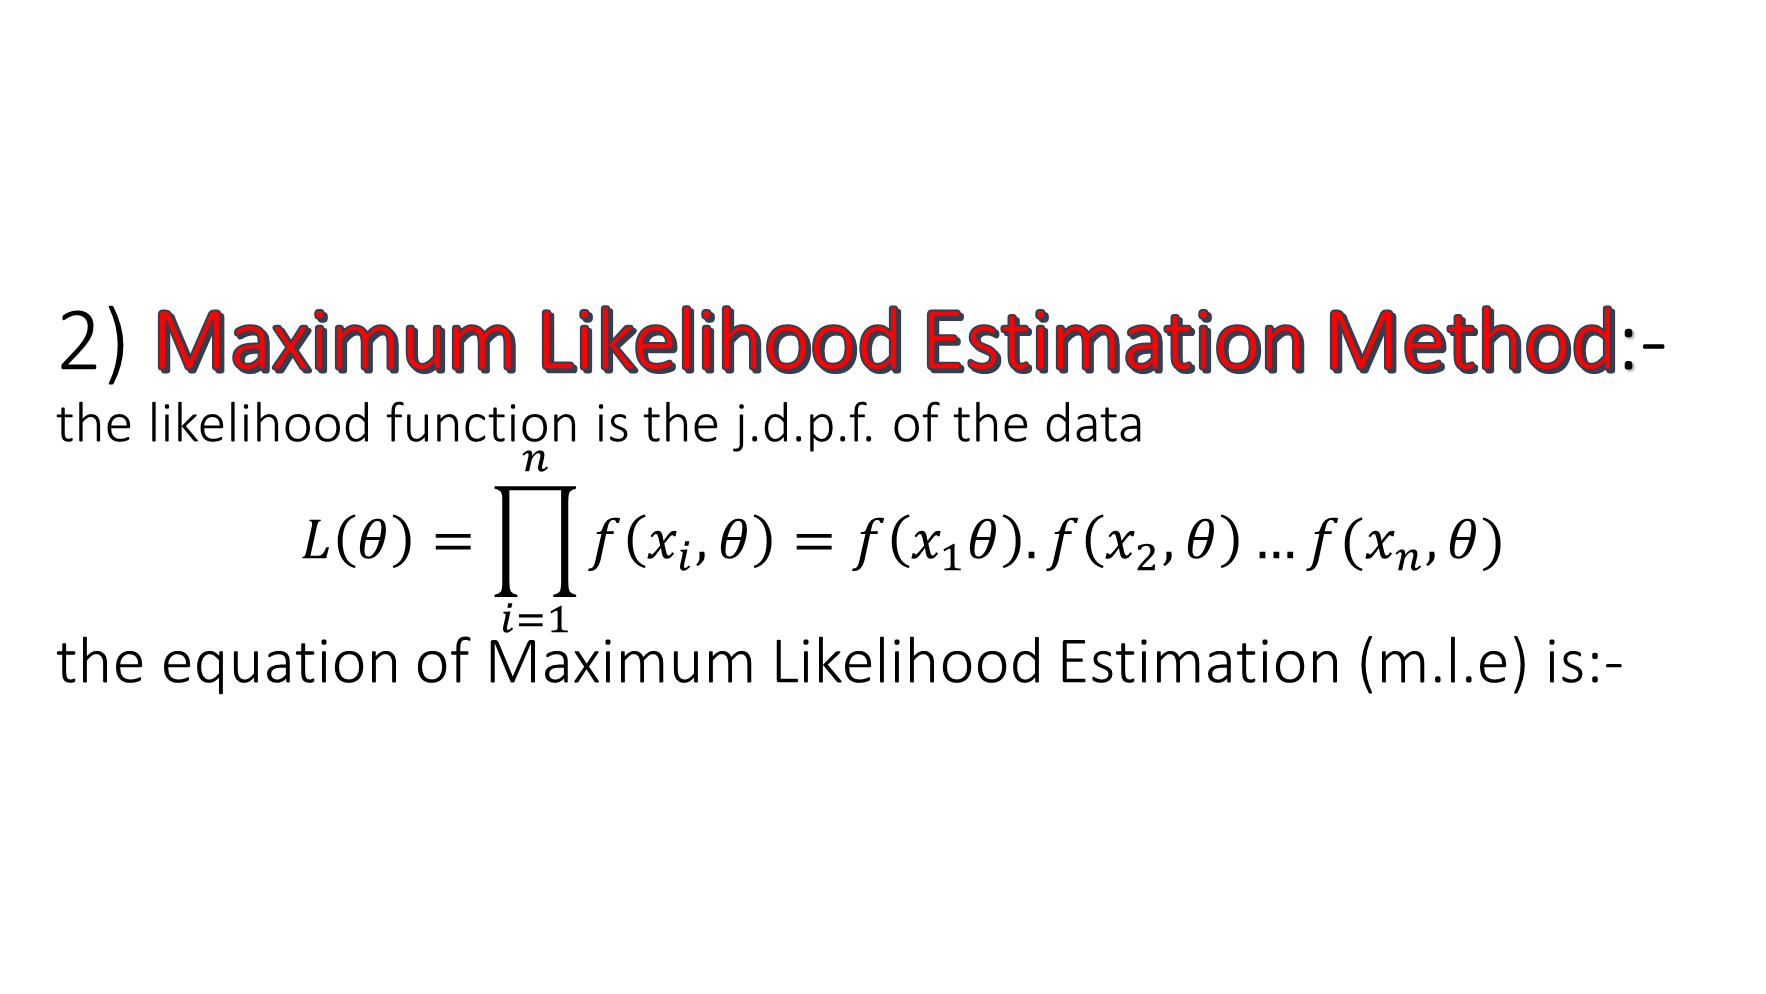 2) Maximum Likelihood Estimation Method:-
the likelihood function is the j.d.p.f. of the data
L(θ) = ∏_{i=1}^{n} f(x_i, θ) = f(x_1θ). f(x_2, θ) … f(x_n, θ)
the equation of Maximum Likelihood Estimation (m.l.e) is:-